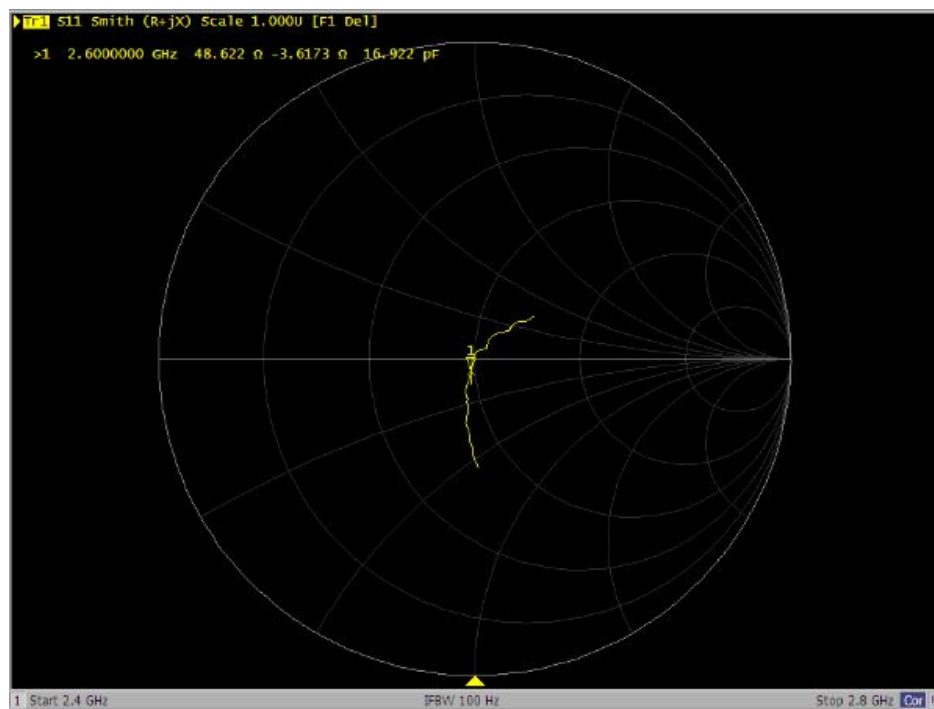 Tr1 S11 Smith (R+jX) Scale 1.000U [F1 Del]
>1 2.6000000 GHz 48.622 Ω -3.6173 Ω 16.922 pF
1
1 Start 2.4 GHz IFBW 100 Hz Stop 2.8 GHz Cor